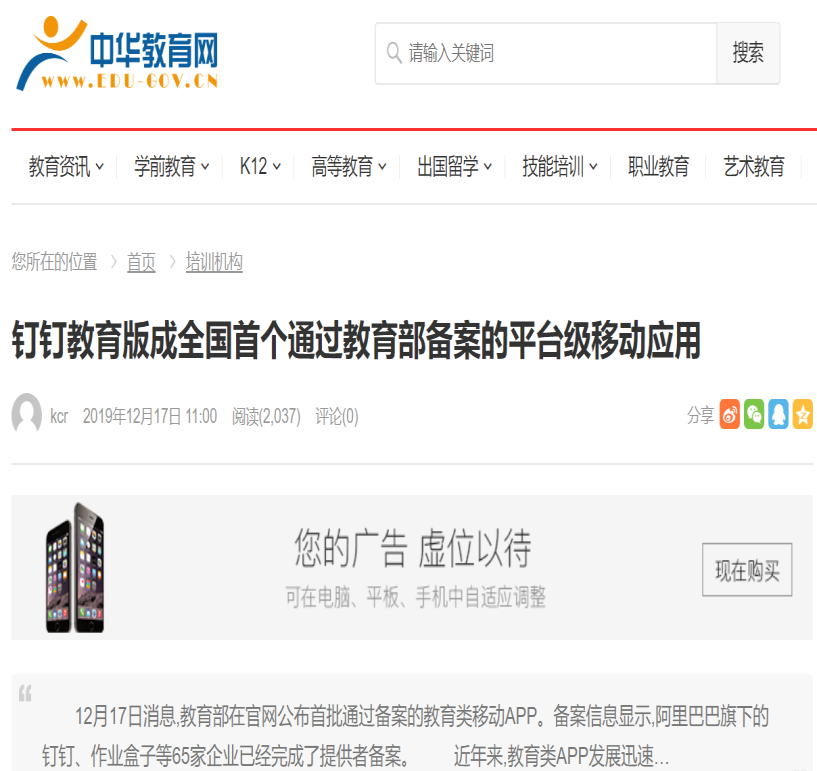 中华教育网
www.EDU-GOV.CN
请输入关键词
搜索
教育资讯 学前教育 K12 高等教育 出国留学 技能培训 职业教育 艺术教育
您所在的位置 首页 培训机构
钉钉教育版成全国首个通过教育部备案的平台级移动应用
kcr 2019年12月17日 11:00 阅读(2,037) 评论(0)
分享
您的广告 虚位以待
可在电脑、平板、手机中自适应调整
现在购买
12月17日消息,教育部在官网公布首批通过备案的教育类移动APP。备案信息显示,阿里巴巴旗下的
钉钉、作业盒子等65家企业已经完成了提供者备案。 近年来,教育类APP发展迅速…